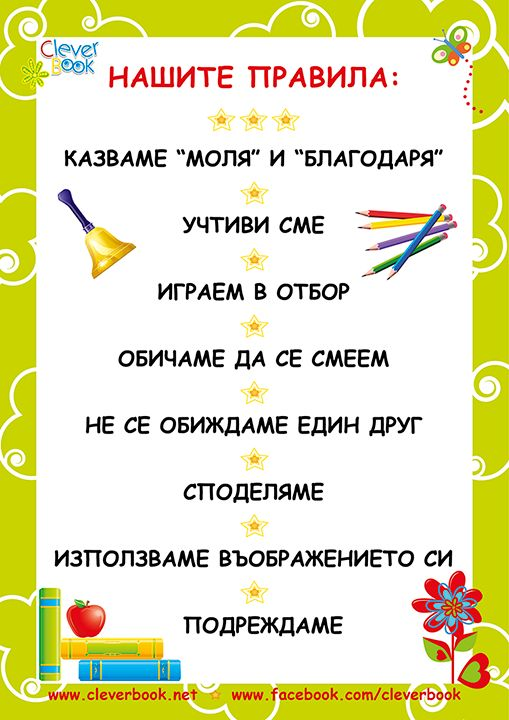 Clever
Book
НАШИТЕ ПРАВИЛА:
КАЗВАМЕ “МОЛЯ” И “БЛАГОДАРЯ”
УЧТИВИ СМЕ
ИГРАЕМ В ОТБОР
ОБИЧАМЕ ДА СЕ СМЕЕМ
НЕ СЕ ОБИЖДАМЕ ЕДИН ДРУГ
СПОДЕЛЯМЕ
ИЗПОЛЗВАМЕ ВЪОБРАЖЕНИЕТО СИ
ПОДРЕЖДАМЕ
www.cleverbook.net www.facebook.com/cleverbook